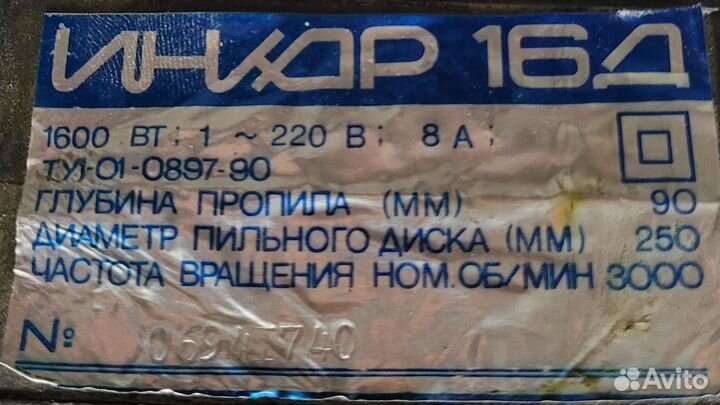 ИНКАР 16Д
1600 ВТ; 1 ~ 220 В; 8 А;
ТУ1-01-0897-90
ГЛУБИНА ПРОПИЛА (ММ) 90
ДИАМЕТР ПИЛЬНОГО ДИСКА (ММ) 250
ЧАСТОТА ВРАЩЕНИЯ НОМ. ОБ/МИН 3000
№
Avito